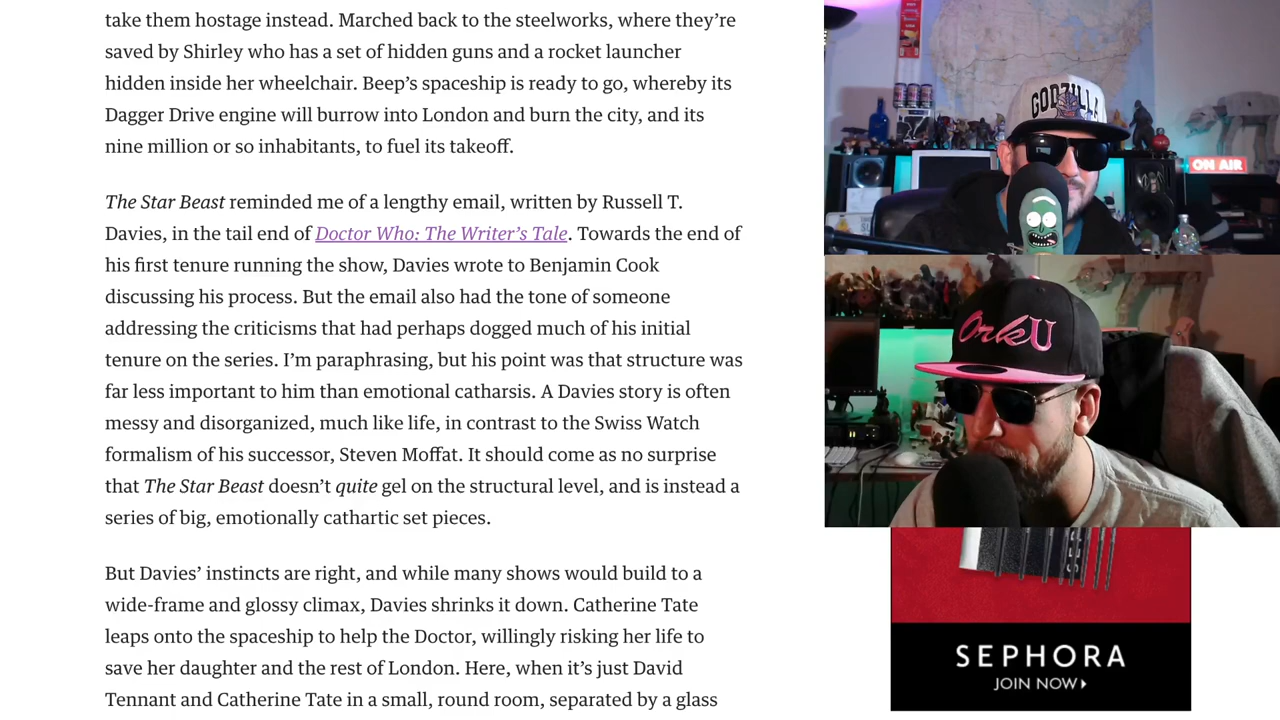 take them hostage instead. Marched back to the steelworks, where they’re
saved by Shirley who has a set of hidden guns and a rocket launcher
hidden inside her wheelchair. Beep’s spaceship is ready to go, whereby its
Dagger Drive engine will burrow into London and burn the city, and its
nine million or so inhabitants, to fuel its takeoff.
The Star Beast reminded me of a lengthy email, written by Russell T.
Davies, in the tail end of Doctor Who: The Writer’s Tale. Towards the end of
his first tenure running the show, Davies wrote to Benjamin Cook
discussing his process. But the email also had the tone of someone
addressing the criticisms that had perhaps dogged much of his initial
tenure on the series. I’m paraphrasing, but his point was that structure was
far less important to him than emotional catharsis. A Davies story is often
messy and disorganized, much like life, in contrast to the Swiss Watch
formalism of his successor, Steven Moffat. It should come as no surprise
that The Star Beast doesn’t quite gel on the structural level, and is instead a
series of big, emotionally cathartic set pieces.
But Davies’ instincts are right, and while many shows would build to a
wide-frame and glossy climax, Davies shrinks it down. Catherine Tate
leaps onto the spaceship to help the Doctor, willingly risking her life to
save her daughter and the rest of London. Here, when it’s just David
Tennant and Catherine Tate in a small, round room, separated by a glass
GODZILLA
ON AIR
OrkU
SEPHORA
JOIN NOW